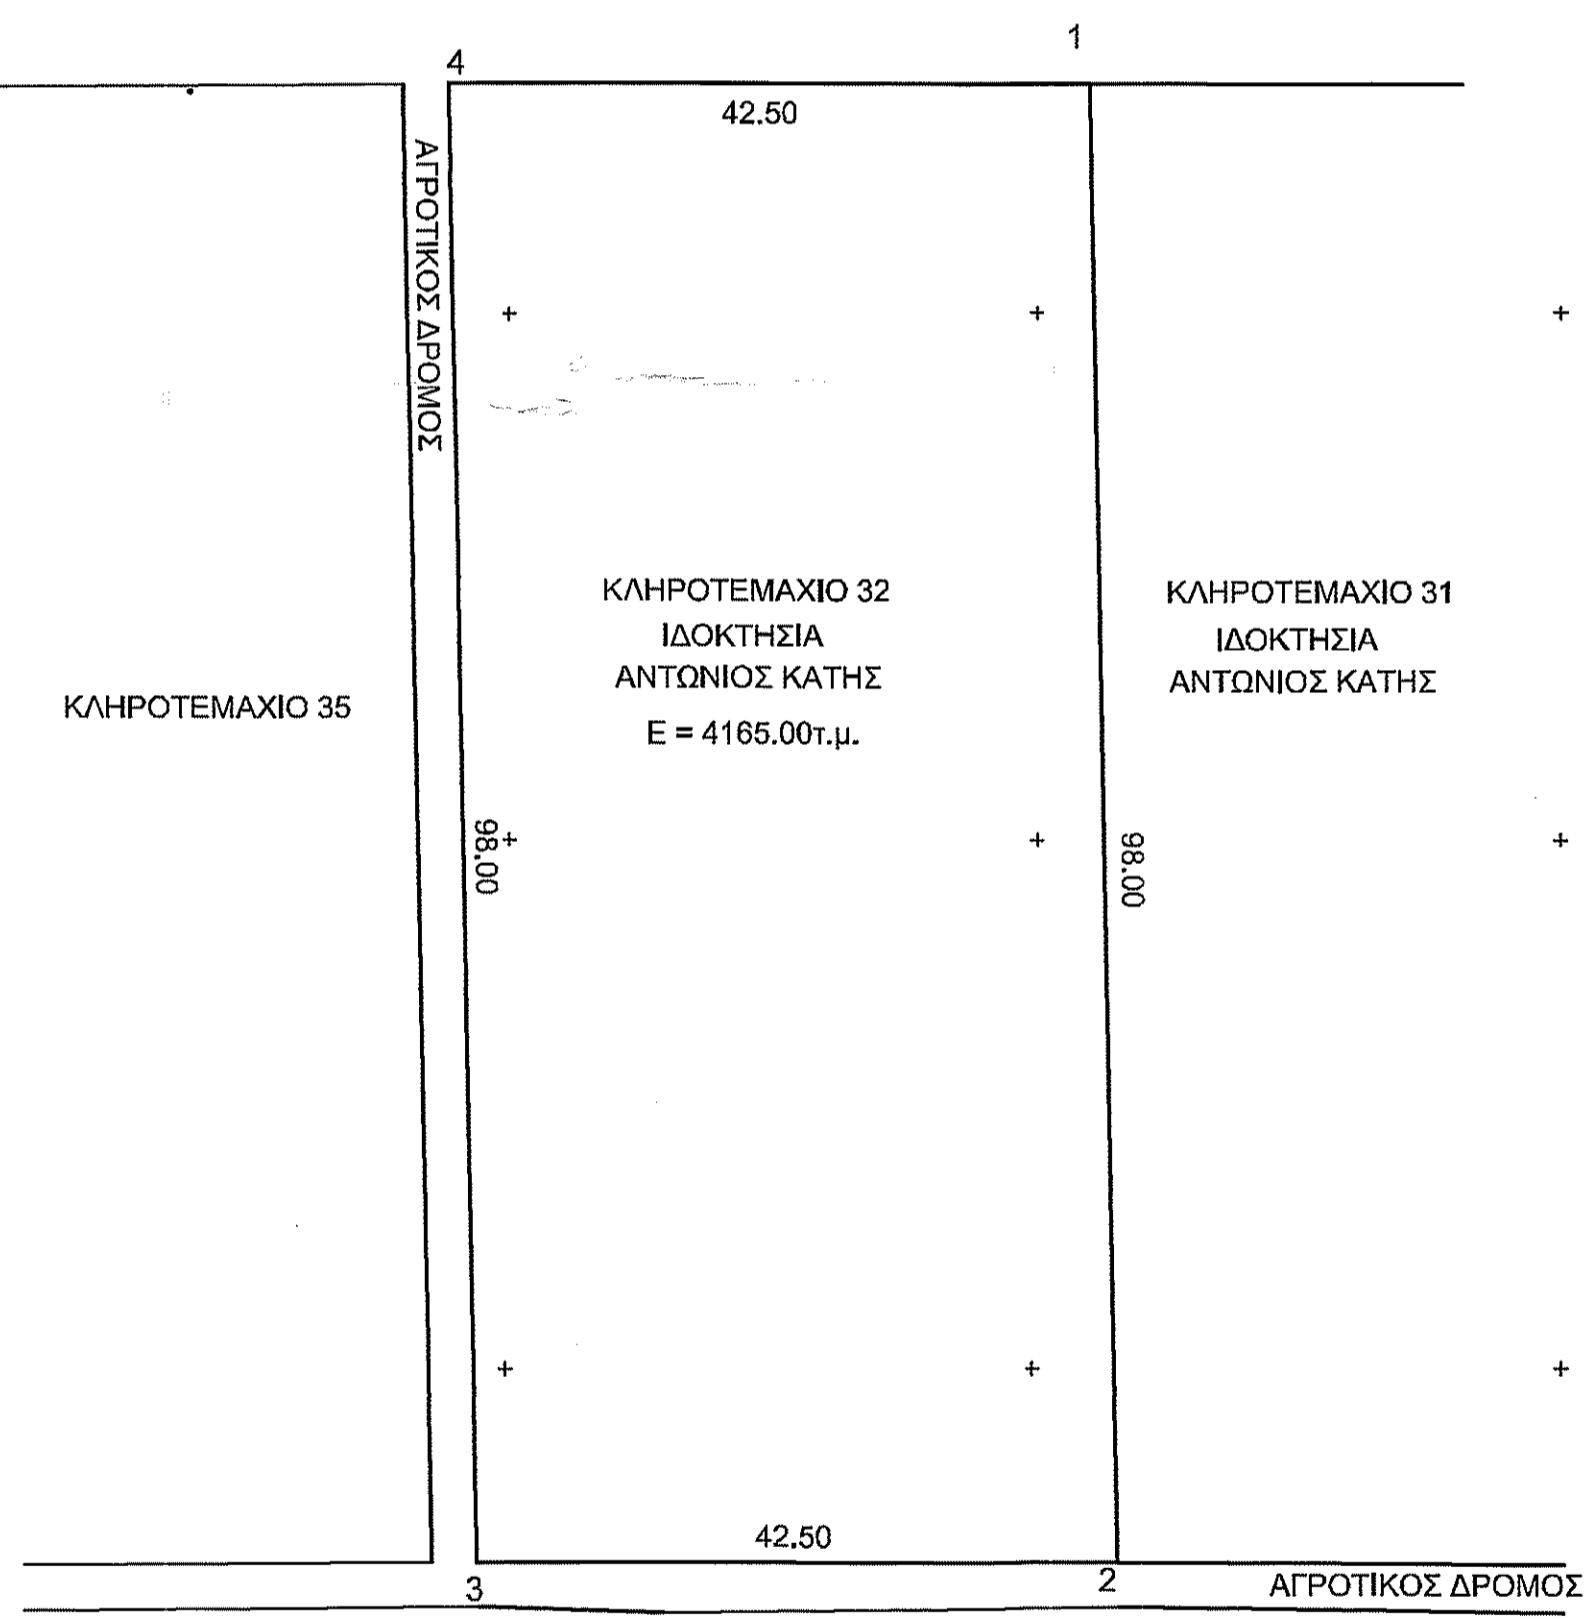 1
4
42.50
ΑΓΡΟΤΙΚΟΣ ΔΡΟΜΟΣ
ΚΛΗΡΟΤΕΜΑΧΙΟ 32
ΙΔΟΚΤΗΣΙΑ
ΑΝΤΩΝΙΟΣ ΚΑΤΗΣ
Ε = 4165.00τ.μ.
ΚΛΗΡΟΤΕΜΑΧΙΟ 31
ΙΔΟΚΤΗΣΙΑ
ΑΝΤΩΝΙΟΣ ΚΑΤΗΣ
ΚΛΗΡΟΤΕΜΑΧΙΟ 35
98.00
98.00
42.50
3
2
ΑΓΡΟΤΙΚΟΣ ΔΡΟΜΟΣ